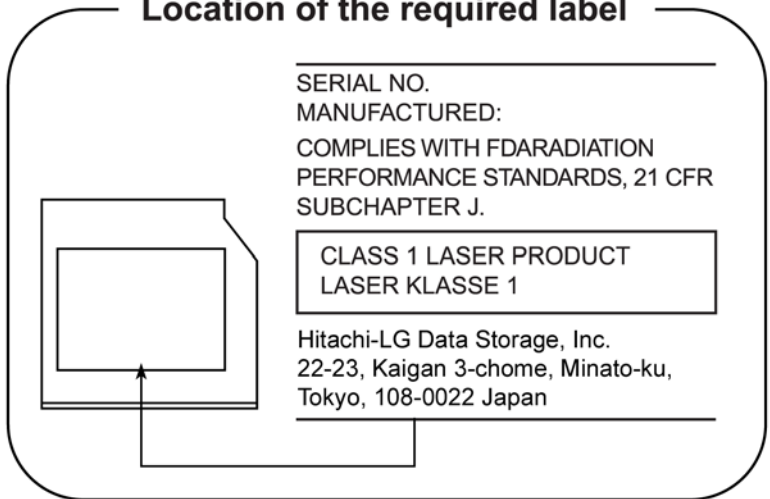 Location of the required label
SERIAL NO.
MANUFACTURED:
COMPLIES WITH FDARADIATION
PERFORMANCE STANDARDS, 21 CFR
SUBCHAPTER J.
CLASS 1 LASER PRODUCT
LASER KLASSE 1
Hitachi-LG Data Storage, Inc.
22-23, Kaigan 3-chome, Minato-ku,
Tokyo, 108-0022 Japan